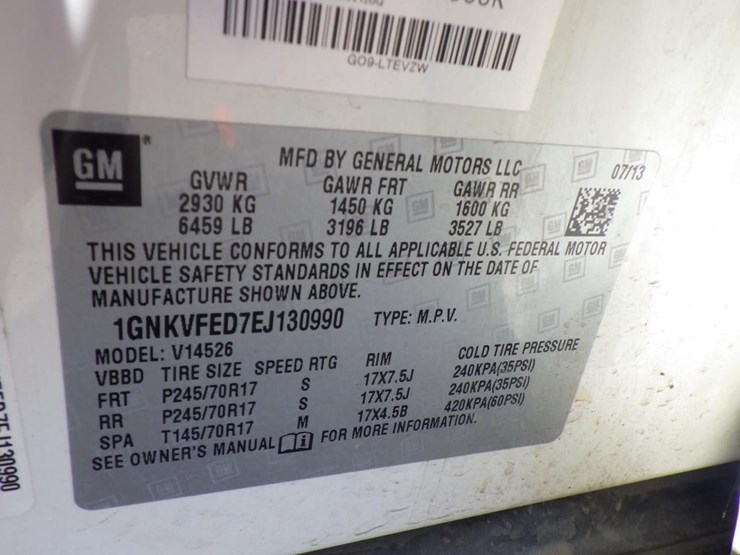 GO9-LTEVZW
GM ®
MFD BY GENERAL MOTORS LLC 07/13
GVWR GAWR FRT GAWR RR
2930 KG 1450 KG 1600 KG
6459 LB 3196 LB 3527 LB
THIS VEHICLE CONFORMS TO ALL APPLICABLE U.S. FEDERAL MOTOR
VEHICLE SAFETY STANDARDS IN EFFECT ON THE DATE OF
MANUFACTURE SHOWN ABOVE.
1GNKVFED7EJ130990 TYPE: M.P.V.
MODEL: V14526
VBBD TIRE SIZE SPEED RTG RIM COLD TIRE PRESSURE
FRT P245/70R17 S 17X7.5J 240KPA(35PSI)
RR P245/70R17 S 17X7.5J 240KPA(35PSI)
SPA T145/70R17 M 17X4.5B 420KPA(60PSI)
SEE OWNER'S MANUAL i FOR MORE INFORMATION.